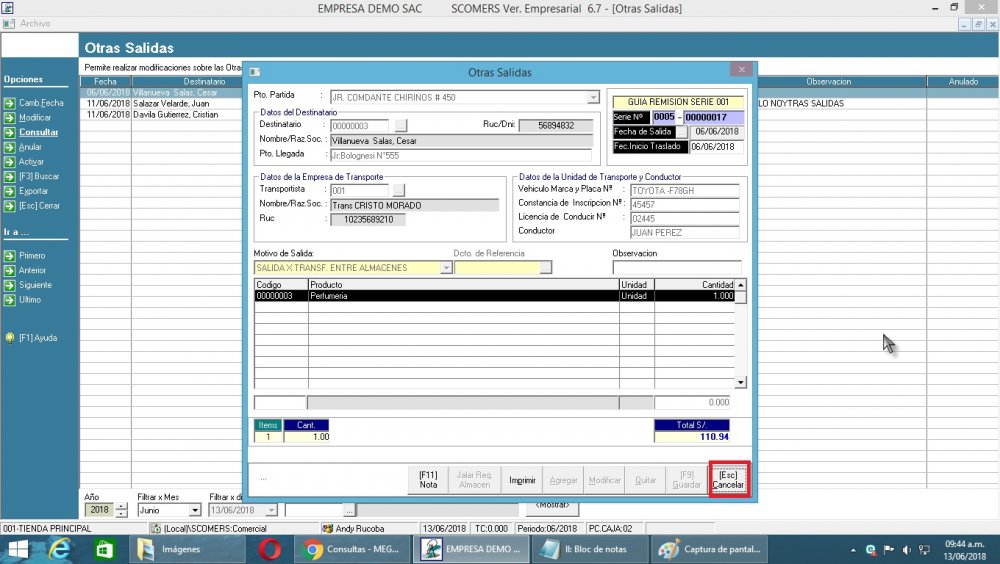 EMPRESA DEMO SAC SCOMERS Ver. Empresarial 6.7 - [Otras Salidas]
Archivo
Otras Salidas
Permite realizar modificaciones sobre las Otra
Opciones
Camb.Fecha
Modificar
Consultar
Anular
Activar
[F3] Buscar
Exportar
[Esc] Cerrar
Ir a ...
Primero
Anterior
Siguiente
Ultimo
[F1] Ayuda
Fecha Destinatario Observacion Anulado
06/06/2018 Villanueva Salas, Cesar
11/06/2018 Salazar Velarde, Juan LO NOYTRAS SALIDAS
11/06/2018 Davila Gutierrez, Cristian
Otras Salidas
Pto. Partida : JR. COMDANTE CHIRINOS # 450
Datos del Destinatario
Destinatario : 00000003 Ruc/Dni: 56894832
Nombre/Raz.Soc. : Villanueva Salas, Cesar
Pto. Llegada : Jr.Bolognesi N°555
GUIA REMISION SERIE 001
Serie Nº 0005 - 00000017
Fecha de Salida 06/06/2018
Fec.Inicio Traslado 06/06/2018
Datos de la Empresa de Transporte
Transportista : 001
Nombre/Raz.Soc. : Trans CRISTO MORADO
Ruc : 10235689210
Datos de la Unidad de Transporte y Conductor
Vehiculo Marca y Placa Nº : TOYOTA -F78GH
Constancia de Inscripcion Nº : 45457
Licencia de Conducir Nº : 02445
Conductor JUAN PEREZ
Motivo de Salida: Dcto. de Referencia Observacion
SALIDA X TRANSF. ENTRE ALMACENES ...
Codigo Producto Unidad Cantidad
00000003 Perfumeria Unidad 1.000
0.000
Items Cant. Total S/.
1 1.00 110.94
...
[F11] Nota
Jalar Req. Almacen
Imprimir
Agregar
Modificar
Quitar
[F9] Guardar
[Esc] Cancelar
Año Filtrar x Mes Filtrar x d
2018 Junio 13/06/2018 ... <Mostrar>
001-TIENDA PRINCIPAL (Local)\SCOMERS:Comercial Andy Rucoba 13/06/2018 TC:0.000 Periodo:06/2018 PC.CAJA:02
Imágenes
Consultas - MEG...
EMPRESA DEMO ...
II: Bloc de notas
Captura de pantal...
09:44 a.m.
13/06/2018